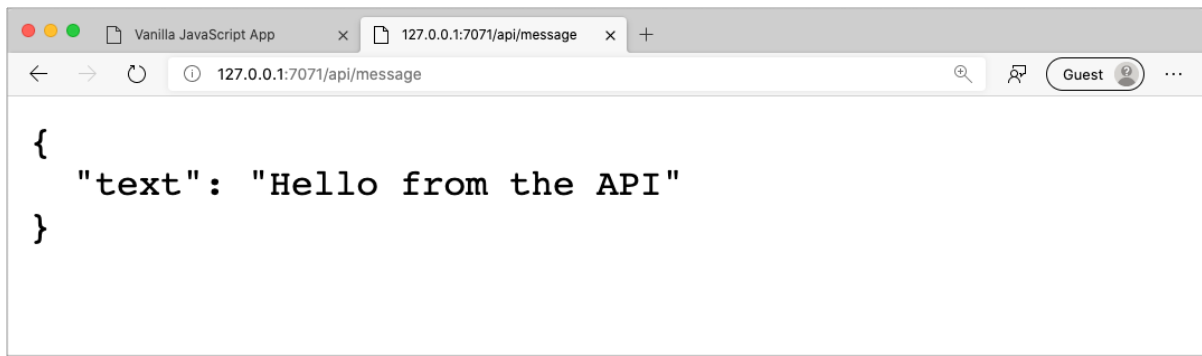 Vanilla JavaScript App
127.0.0.1:7071/api/message
127.0.0.1:7071/api/message
Guest
{
"text": "Hello from the API"
}